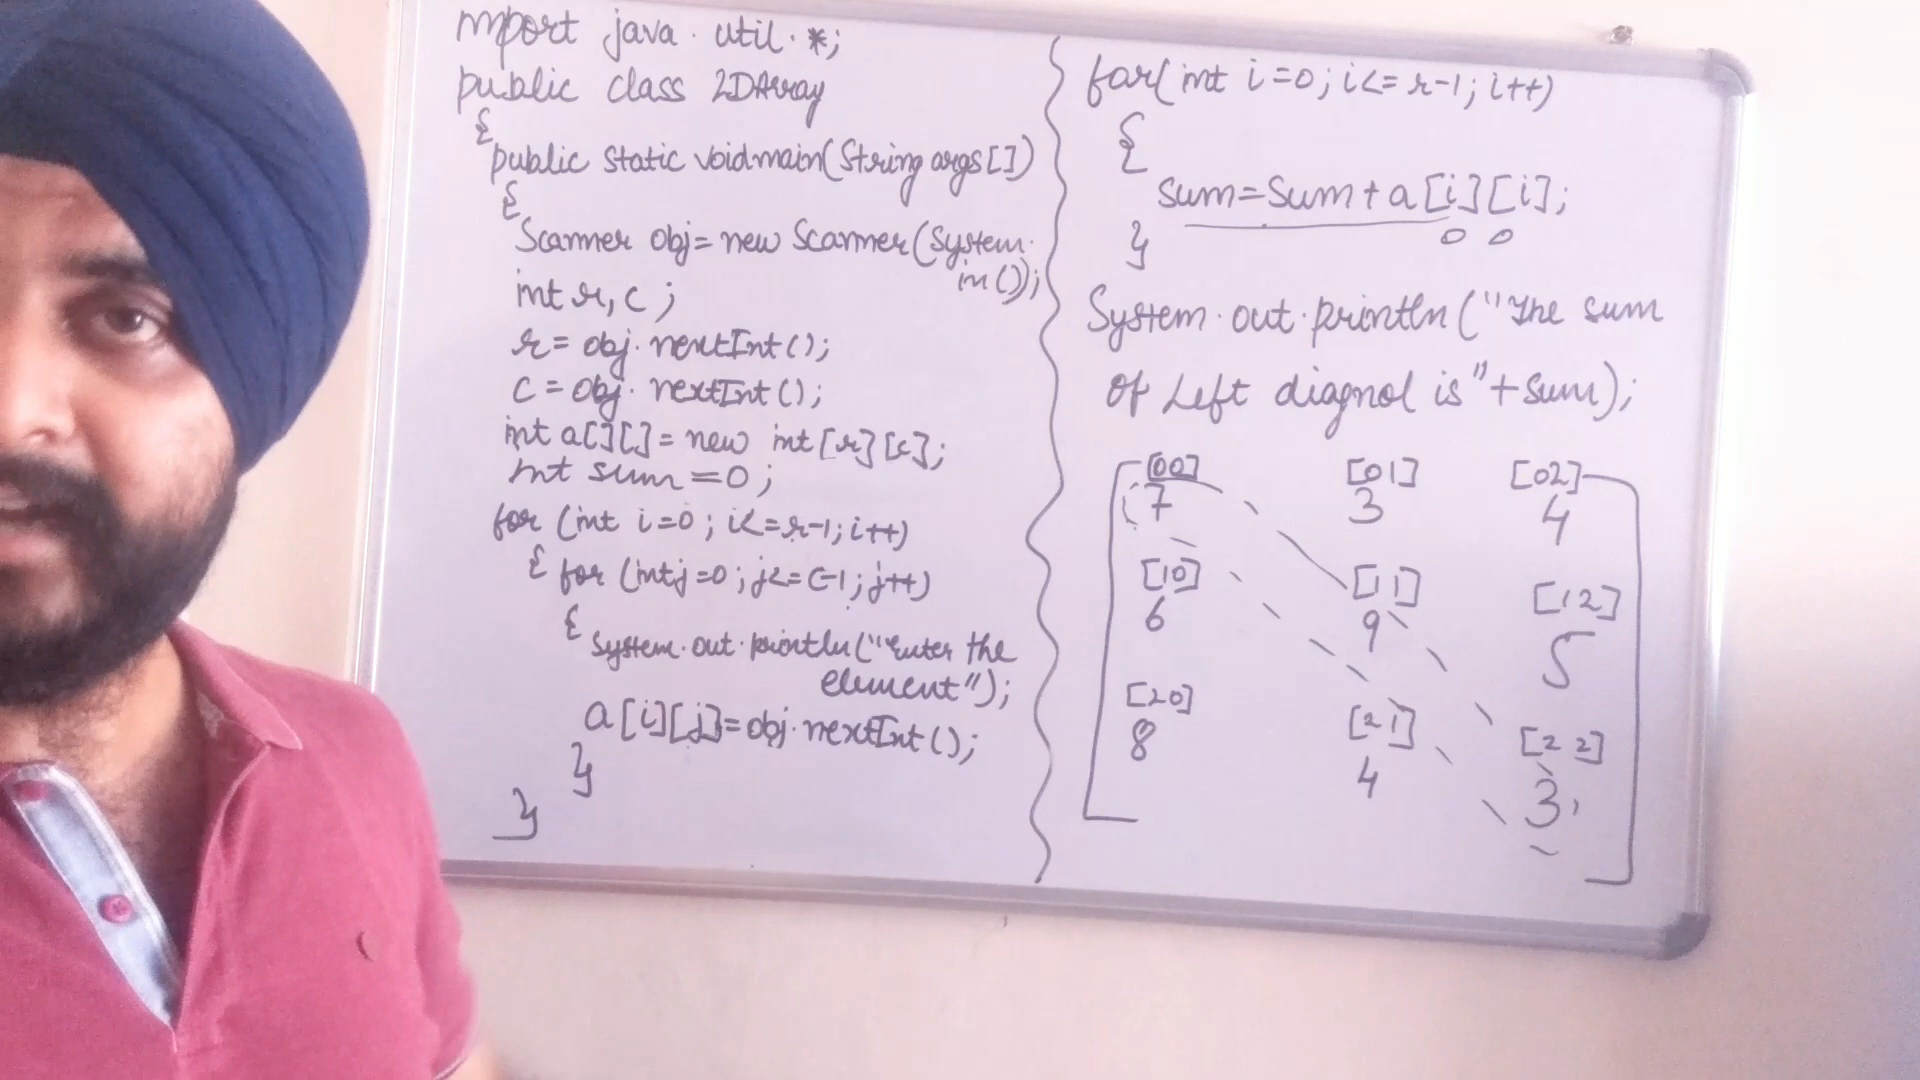 mport java.util.*;
public class 2DArray
{
public static voidmain(String args[])
{
Scanner obj=new Scanner(System.
in());
int r,c;
r=obj.nextInt();
c=obj.nextInt();
int a[][]=new int[r][c];
int sum=0;
for (int i=0; i<=r-1; i++)
{ for (intj=0; j<=c-1; j++)
{
System.out.println("Enter the
element");
a[i][j]=obj.nextInt();
}
}
for(int i=0; i<=r-1; i++)
{
sum=Sum+a[i][i];
0 0
}
System.out.println("The sum
of Left diagnol is"+Sum);
[00] [01] [02]
7 3 4
[10] [11] [12]
6 9 5
[20] [21] [22]
8 4 3